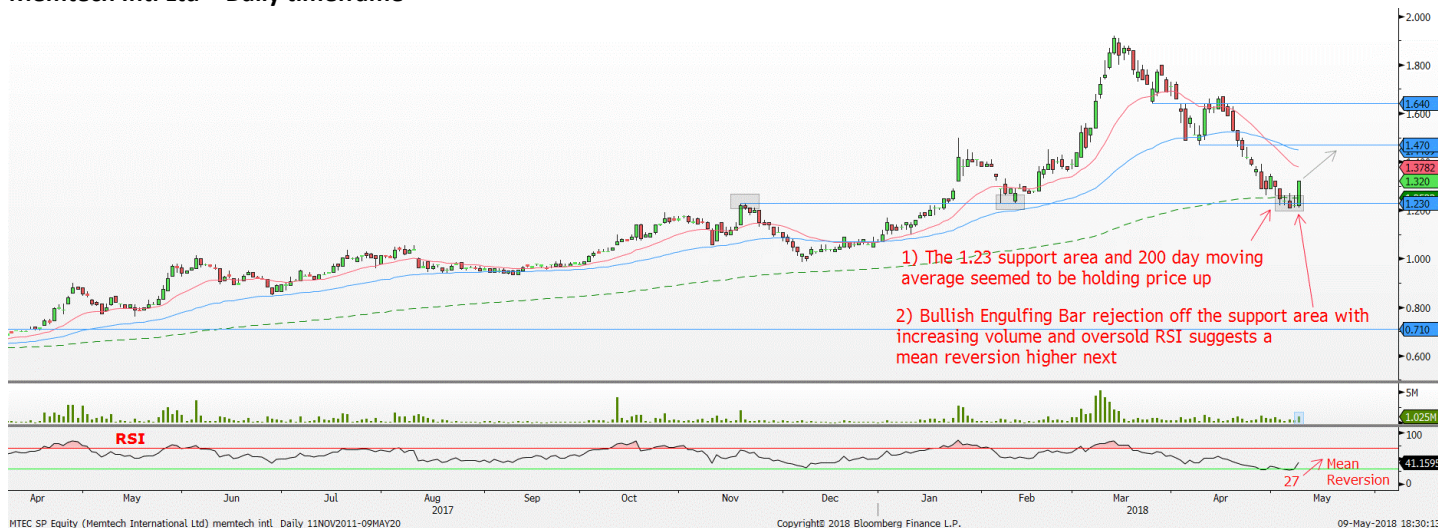 Memtech Intl Ltd – Daily timeframe
2.000
1.800
1.640
1.600
1.470
1.3782
1.320
1.230
1.200
1.000
0.800
0.710
0.600
1) The 1.23 support area and 200 day moving
average seemed to be holding price up
2) Bullish Engulfing Bar rejection off the support area with
increasing volume and oversold RSI suggests a
mean reversion higher next
5M
1.025M
RSI
100
41.1595
Mean
Reversion
27
0
Apr May Jun Jul Aug Sep Oct Nov Dec Jan Feb Mar Apr May
2017 2018
MTEC SP Equity (Memtech International Ltd) memtech intl Daily 11NOV2011-09MAY20 Copyright© 2018 Bloomberg Finance L.P. 09-May-2018 18:30:13